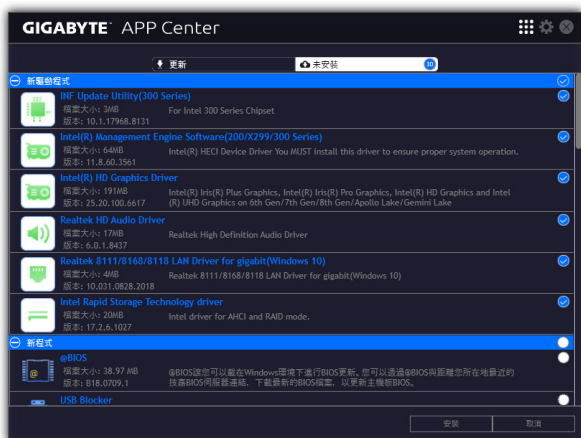 GIGABYTE™ APP Center
更新
未安裝
30
新驅動程式
INF Update Utility(300 Series)
檔案大小: 3MB
For Intel 300 Series Chipset
版本: 10.1.17968.8131
Intel(R) Management Engine Software(200/X299/300 Series)
檔案大小: 64MB
Intel(R) HECI Device Driver You MUST install this driver to ensure proper system operation.
版本: 11.8.60.3561
Intel(R) HD Graphics Driver
檔案大小: 191MB
Intel(R) Iris(R) Plus Graphics, Intel(R) Iris(R) Pro Graphics, Intel(R) HD Graphics and Intel
版本: 25.20.100.6617
(R) UHD Graphics on 6th Gen/7th Gen/8th Gen/Apollo Lake/Gemini Lake
Realtek HD Audio Driver
檔案大小: 17MB
Realtek High Definition Audio Driver
版本: 6.0.1.8437
Realtek 8111/8168/8118 LAN Driver for gigabit(Windows 10)
檔案大小: 4MB
Realtek 8111/8168/8118 LAN Driver for gigabit(Windows 10)
版本: 10.031.0828.2018
Intel Rapid Storage Technology driver
檔案大小: 20MB
Intel driver for AHCI and RAID mode.
版本: 17.2.6.1027
新程式
@BIOS
檔案大小: 38.97 MB
@BIOS讓您可以載在Windows環境下進行BIOS更新。您可以透過@BIOS與距離您所在地最近的
版本: B18.0709.1
技嘉BIOS伺服器連結，下載最新的BIOS檔案，以更新主機板BIOS。
USB Blocker
安裝
取消